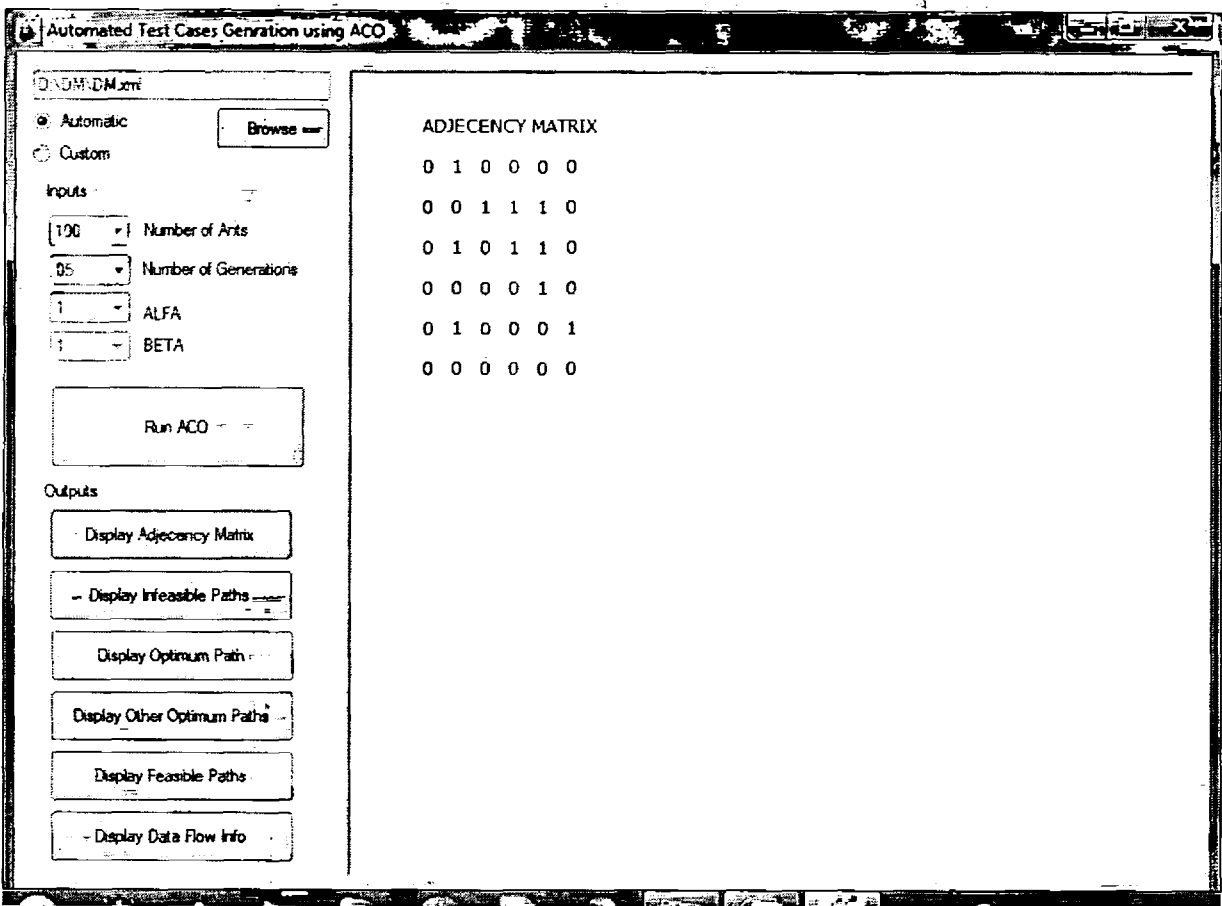 Automated Test Cases Genration using ACO
D:\DM\DM.xml
Automatic
Browse
Custom
Inputs
100 Number of Ants
05 Number of Generations
1 ALFA
1 BETA
Run ACO
Outputs
Display Adjecency Matrix
Display Infeasible Paths
Display Optimum Path
Display Other Optimum Paths
Display Feasible Paths
Display Data Flow Info
ADJECENCY MATRIX
0 1 0 0 0 0
0 0 1 1 1 0
0 1 0 1 1 0
0 0 0 0 1 0
0 1 0 0 0 1
0 0 0 0 0 0